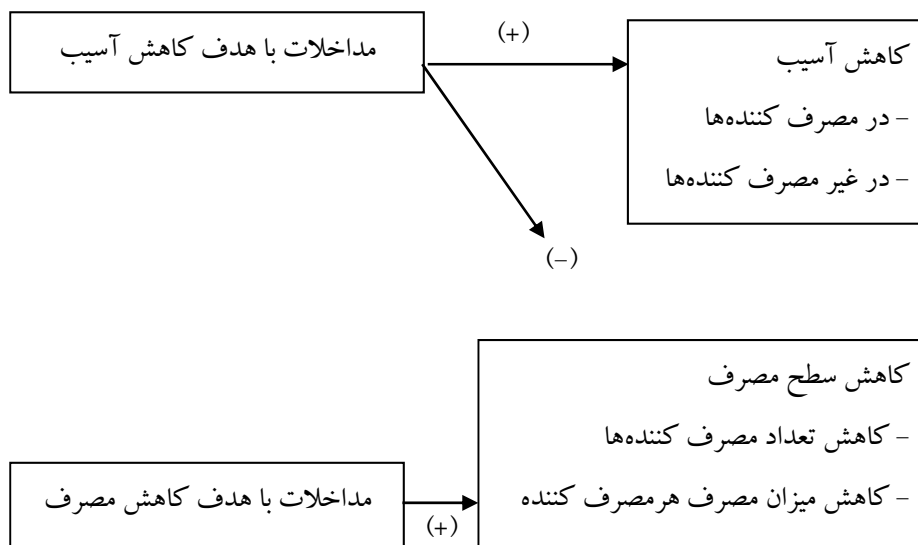 (+)
مداخلات با هدف کاهش آسیب
کاهش آسیب
– در مصرف کننده‌ها
– در غیر مصرف کننده‌ها
(–)
کاهش سطح مصرف
– کاهش تعداد مصرف کننده‌ها
– کاهش میزان مصرف هرمصرف کننده
مداخلات با هدف کاهش مصرف
(+)